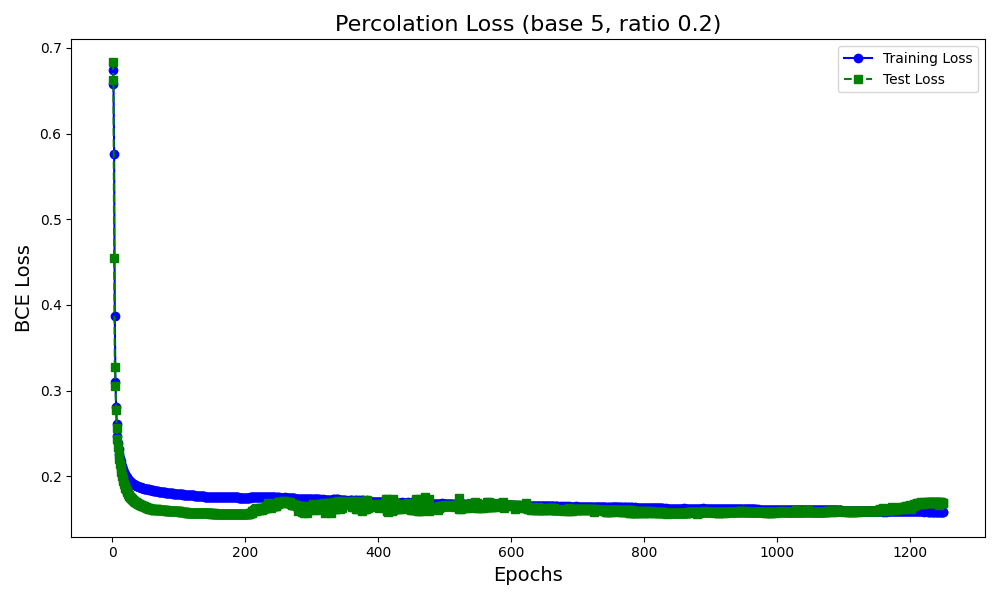 Percolation Loss (base 5, ratio 0.2)
Training Loss
Test Loss
BCE Loss
0.7
0.6
0.5
0.4
0.3
0.2
0 200 400 600 800 1000 1200
Epochs